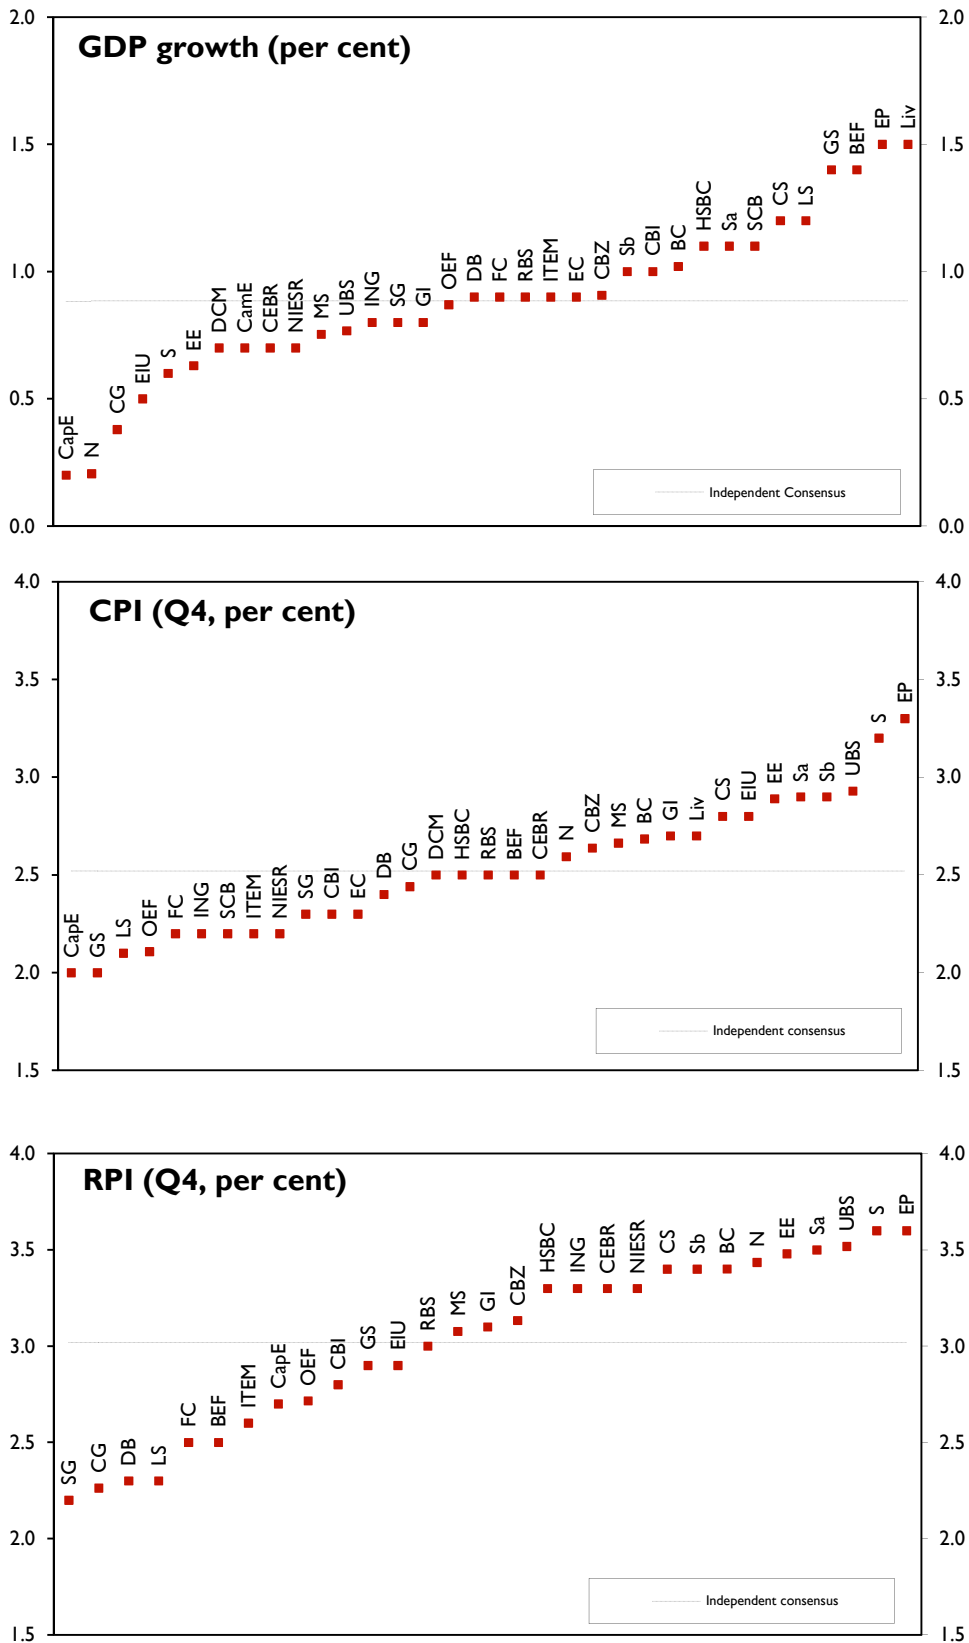 GDP growth (per cent)
2.0
1.5
1.0
0.5
0.0
2.0
1.5
1.0
0.5
0.0
CapE
N
CG
EIU
S
EE
DCM
CamE
CEBR
NIESR
MS
UBS
ING
SG
GI
OEF
DB
FC
RBS
ITEM
EC
CBZ
Sb
CBI
BC
HSBC
Sa
SCB
CS
LS
GS
BEF
EP
Liv
Independent Consensus
CPI (Q4, per cent)
4.0
3.5
3.0
2.5
2.0
1.5
4.0
3.5
3.0
2.5
2.0
1.5
CapE
GS
LS
OEF
FC
ING
SCB
ITEM
NIESR
SG
CBI
EC
DB
CG
DCM
HSBC
RBS
BEF
CEBR
N
CBZ
MS
BC
GI
Liv
CS
EIU
EE
Sa
Sb
UBS
S
EP
Independent consensus
RPI (Q4, per cent)
4.0
3.5
3.0
2.5
2.0
1.5
4.0
3.5
3.0
2.5
2.0
1.5
SG
CG
DB
LS
FC
BEF
ITEM
CapE
OEF
CBI
GS
EIU
RBS
MS
GI
CBZ
HSBC
ING
CEBR
NIESR
CS
Sb
BC
N
EE
Sa
UBS
S
EP
Independent consensus